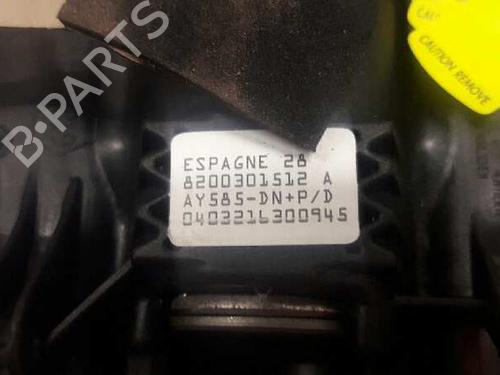 B-PARTS
CAUTION REMOVE
ESPAGNE 28
8200301512 A
AY585-DN+P/D
0402216300945